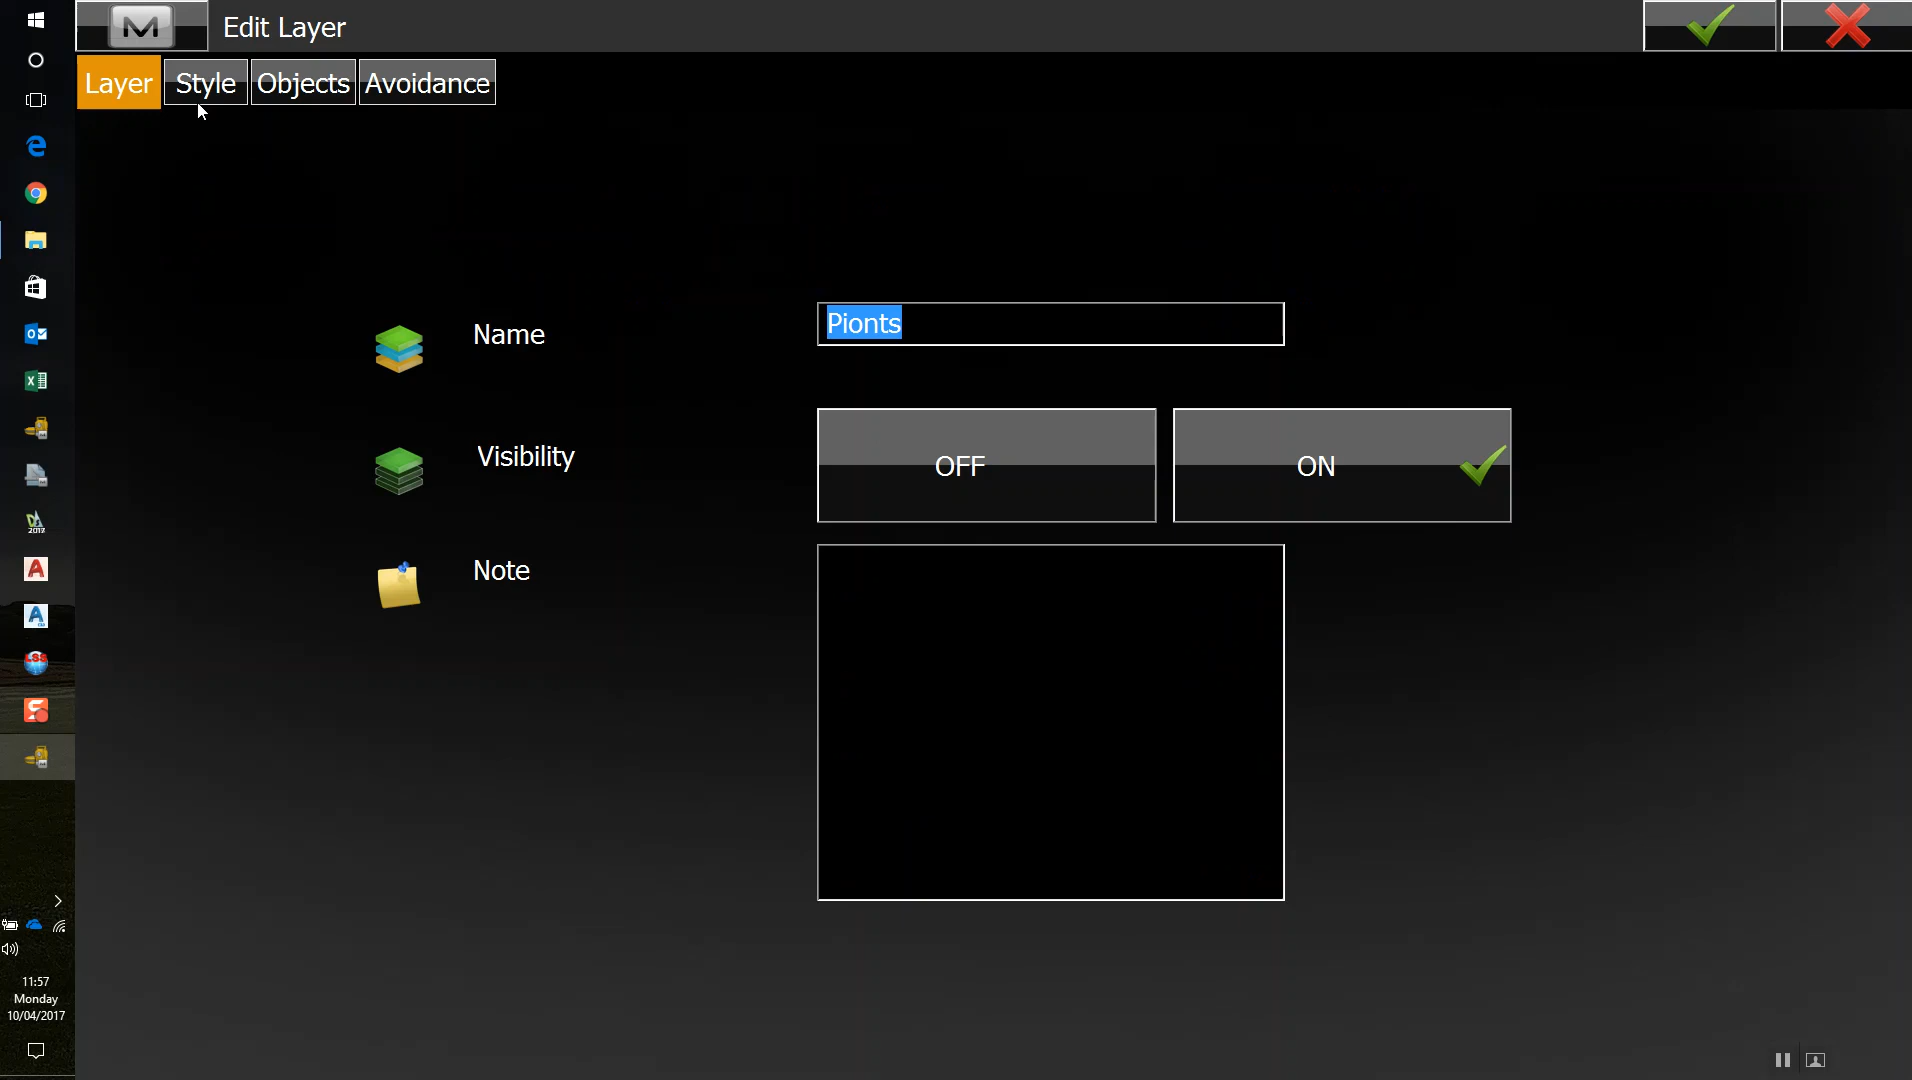 Edit Layer
Layer Style Objects Avoidance
Name Pionts
Visibility OFF ON
Note
11:57
Monday
10/04/2017